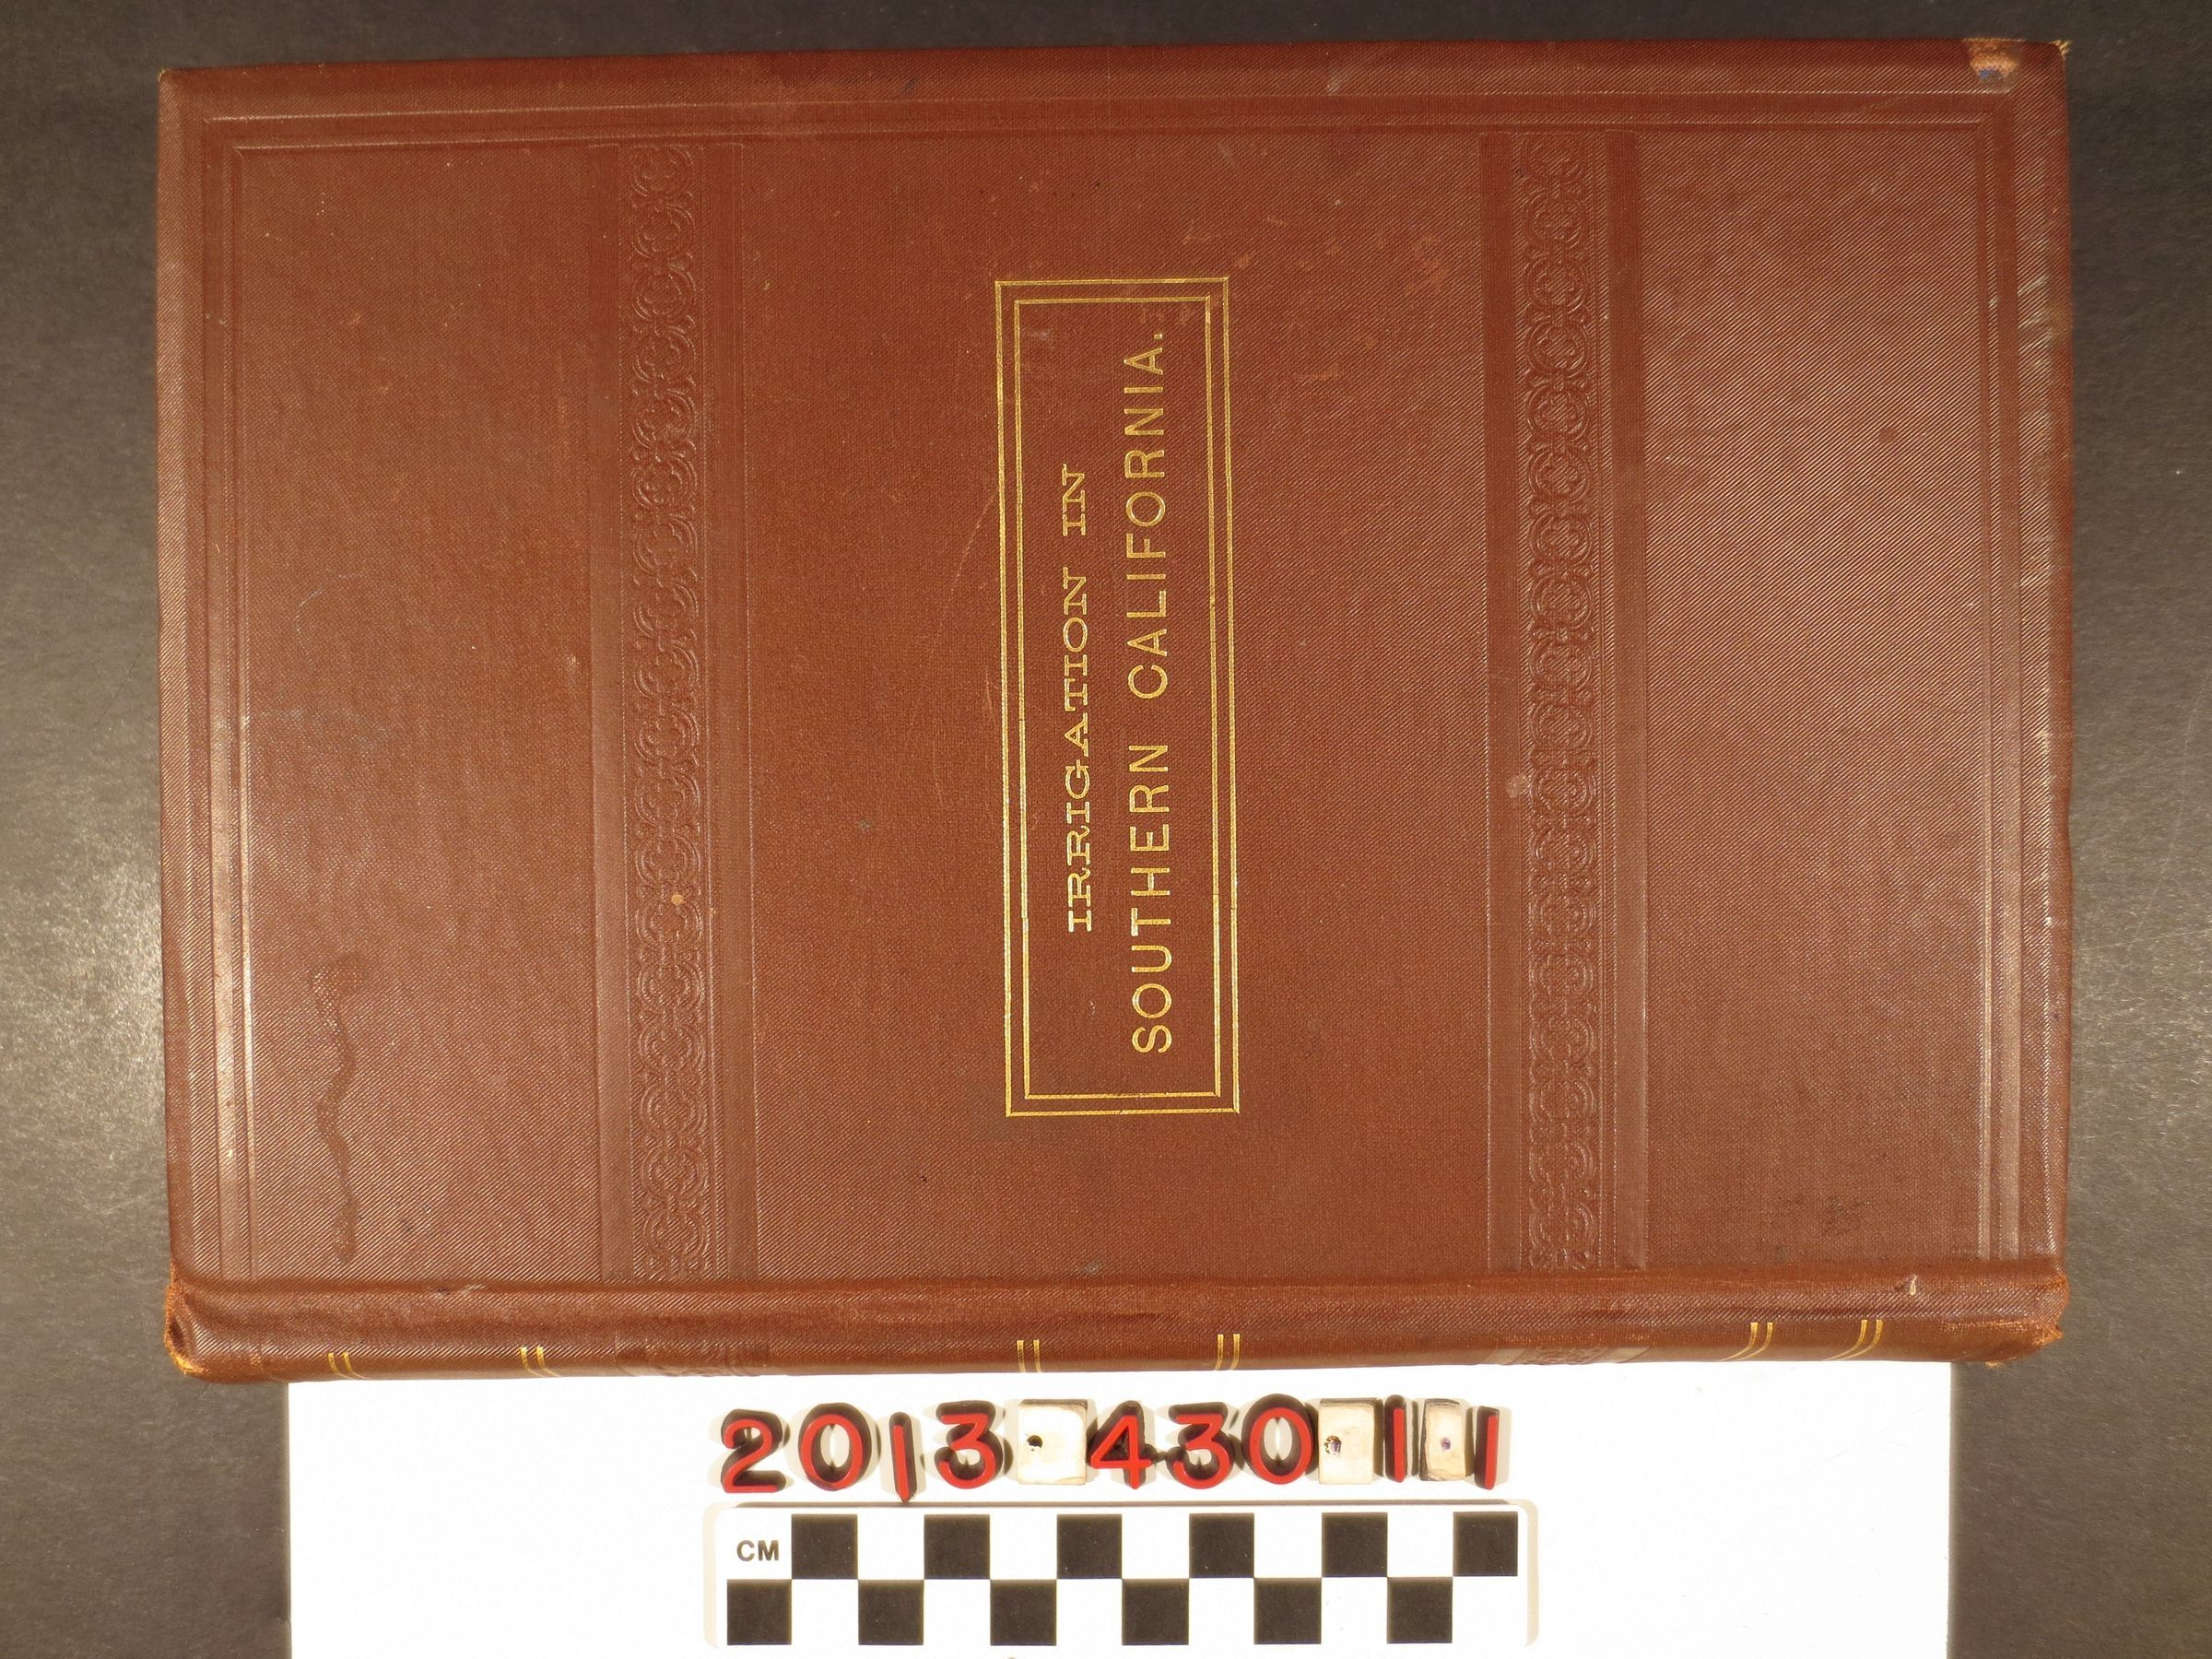 IRRIGATION IN
SOUTHERN CALIFORNIA.
2013.430.1.1
CM